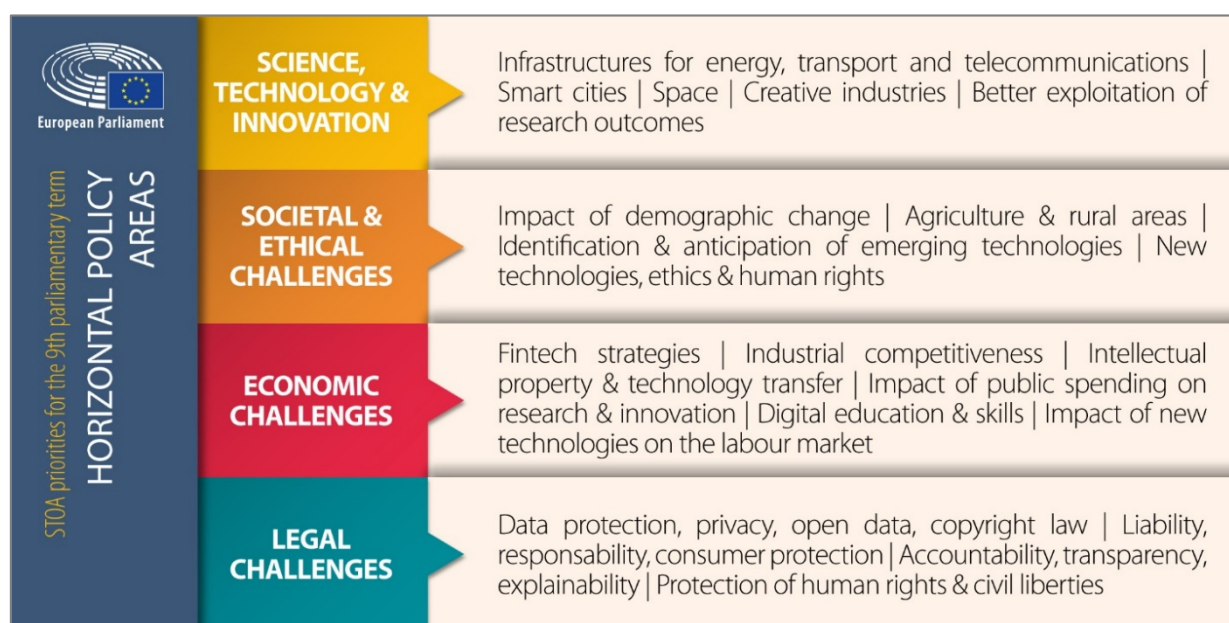 European Parliament
STOA priorities for the 9th parliamentary term
HORIZONTAL POLICY
AREAS
SCIENCE,
TECHNOLOGY &
INNOVATION
Infrastructures for energy, transport and telecommunications |
Smart cities | Space | Creative industries | Better exploitation of
research outcomes
SOCIETAL &
ETHICAL
CHALLENGES
Impact of demographic change | Agriculture & rural areas |
Identification & anticipation of emerging technologies | New
technologies, ethics & human rights
ECONOMIC
CHALLENGES
Fintech strategies | Industrial competitiveness | Intellectual
property & technology transfer | Impact of public spending on
research & innovation | Digital education & skills | Impact of new
technologies on the labour market
LEGAL
CHALLENGES
Data protection, privacy, open data, copyright law | Liability,
responsability, consumer protection | Accountability, transparency,
explainability | Protection of human rights & civil liberties